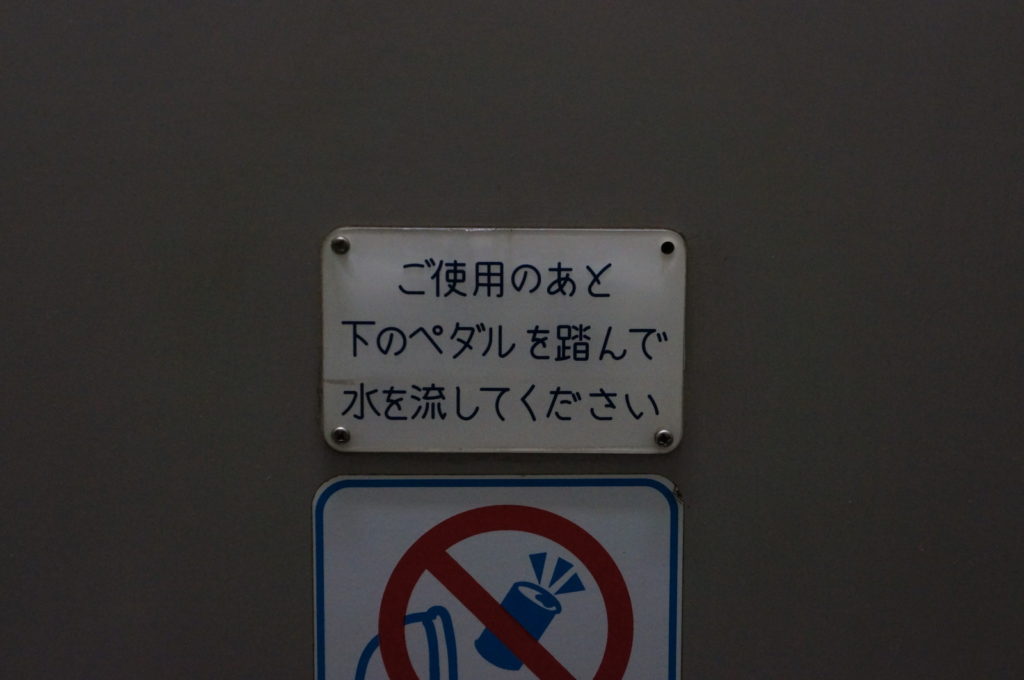 ご使用のあと
下のペダルを踏んで
水を流してください